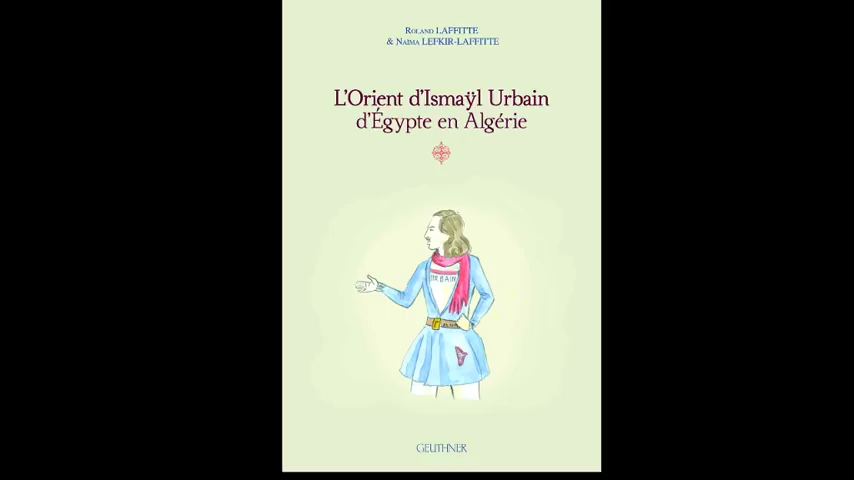 Roland LAFFITTE
& Naïma LEFKIR-LAFFITTE
L'Orient d'Ismaÿl Urbain
d'Égypte en Algérie
URBAIN
GEUTHNER